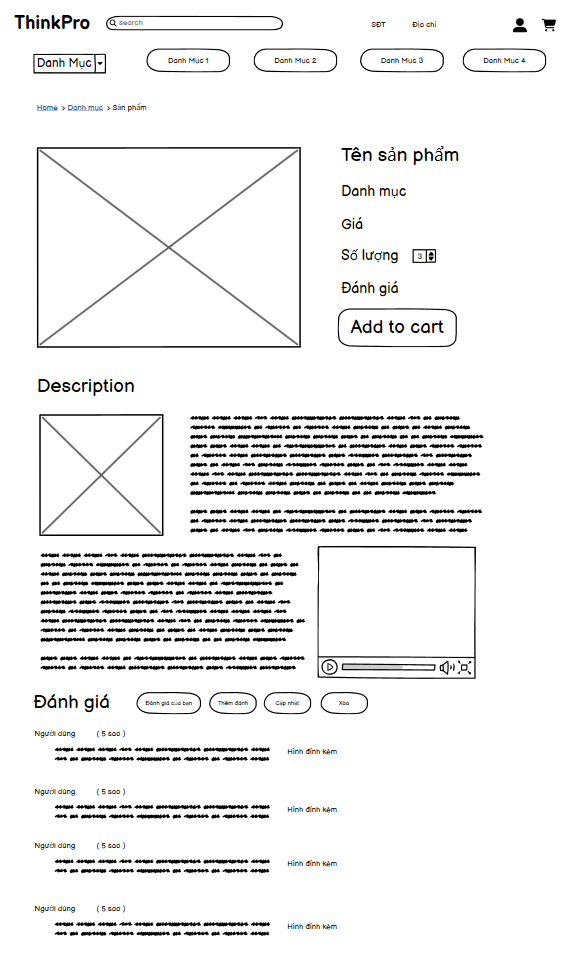 ThinkPro
search
SĐT
Địa chỉ
Danh Mục
Danh Mục 1
Danh Mục 2
Danh Mục 3
Danh Mục 4
Home > Danh muc > Sản phẩm
Tên sản phẩm
Danh mục
Giá
Số lượng 3
Đánh giá
Add to cart
Description
Đánh giá
Đánh giá của bạn
Thêm đánh
Cập nhật
Xóa
Người dùng ( 5 sao )
Hình đính kèm
Người dùng ( 5 sao )
Hình đính kèm
Người dùng ( 5 sao )
Hình đính kèm
Người dùng ( 5 sao )
Hình đính kèm